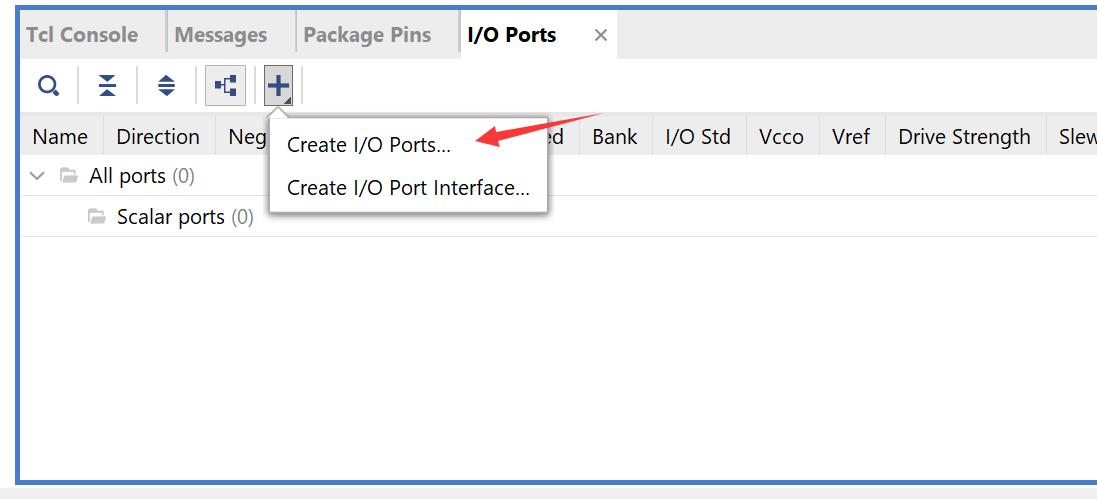 Tcl Console Messages Package Pins I/O Ports
Name Direction Neg Bank I/O Std Vcco Vref Drive Strength Slew
Create I/O Ports...
All ports (0)
Create I/O Port Interface...
Scalar ports (0)